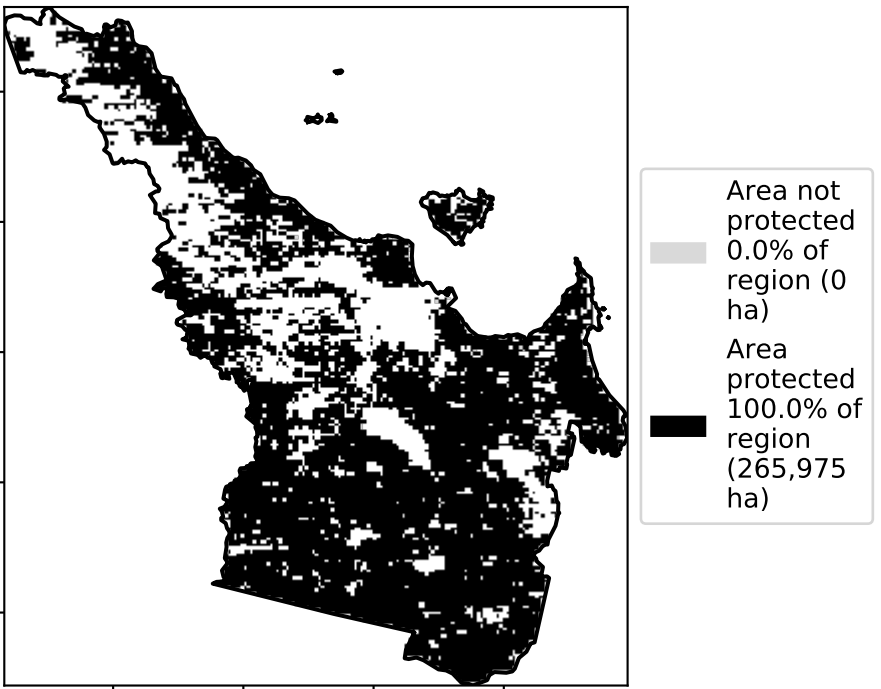 Area not
protected
0.0% of
region (0
ha)
Area
protected
100.0% of
region
(265,975
ha)